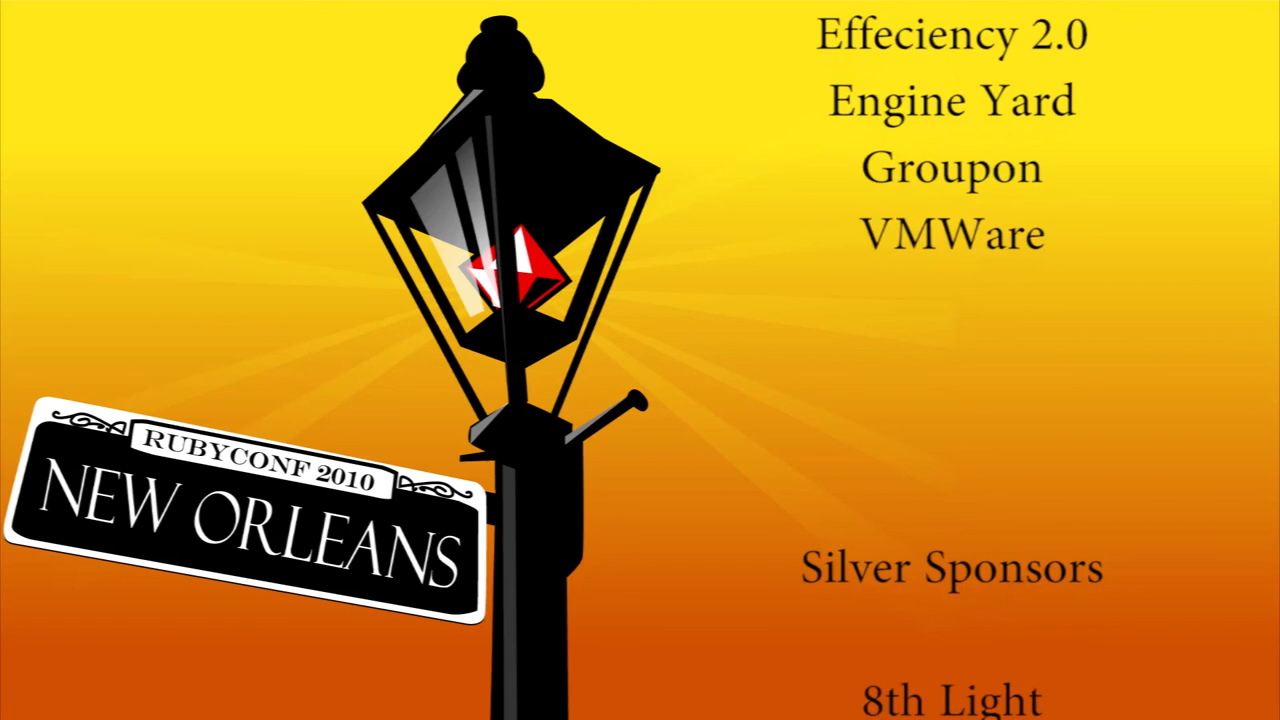 Effeciency 2.0
Engine Yard
Groupon
VMWare
RUBYCONF 2010
NEW ORLEANS
Silver Sponsors
8th Light